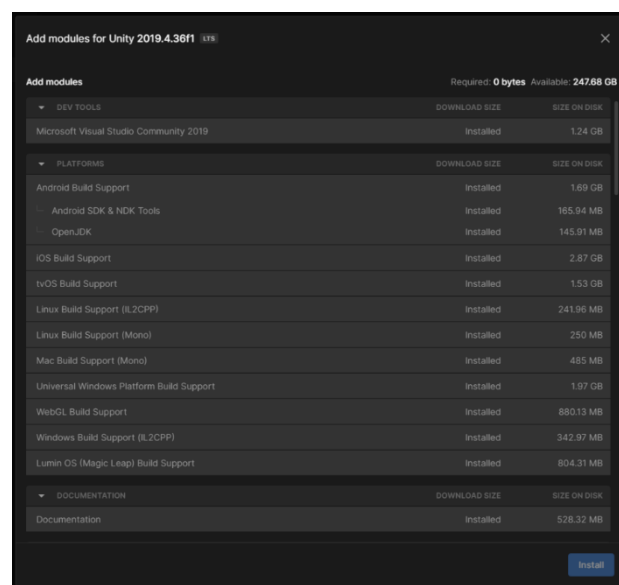 Add modules for Unity 2019.4.36f1 LTS
Add modules Required: 0 bytes Available: 247.68 GB
DEV TOOLS DOWNLOAD SIZE SIZE ON DISK
Microsoft Visual Studio Community 2019 Installed 1.24 GB
PLATFORMS DOWNLOAD SIZE SIZE ON DISK
Android Build Support Installed 1.69 GB
Android SDK & NDK Tools Installed 165.94 MB
OpenJDK Installed 145.91 MB
iOS Build Support Installed 2.87 GB
tvOS Build Support Installed 1.53 GB
Linux Build Support (IL2CPP) Installed 241.96 MB
Linux Build Support (Mono) Installed 250 MB
Mac Build Support (Mono) Installed 485 MB
Universal Windows Platform Build Support Installed 1.97 GB
WebGL Build Support Installed 880.13 MB
Windows Build Support (IL2CPP) Installed 342.97 MB
Lumin OS (Magic Leap) Build Support Installed 804.31 MB
DOCUMENTATION DOWNLOAD SIZE SIZE ON DISK
Documentation Installed 528.32 MB
Install